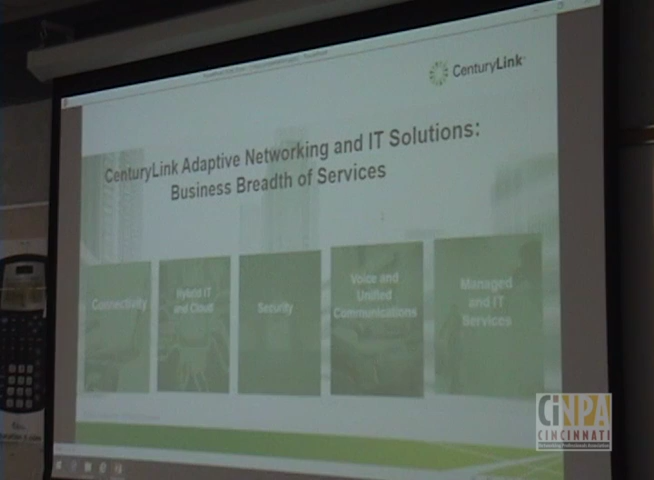 CenturyLink
CenturyLink Adaptive Networking and IT Solutions:
Business Breadth of Services
Connectivity
Hybrid IT
and Cloud
Security
Voice and
Unified
Communications
Managed
and IT
Services
CiNPA
CINCINNATI